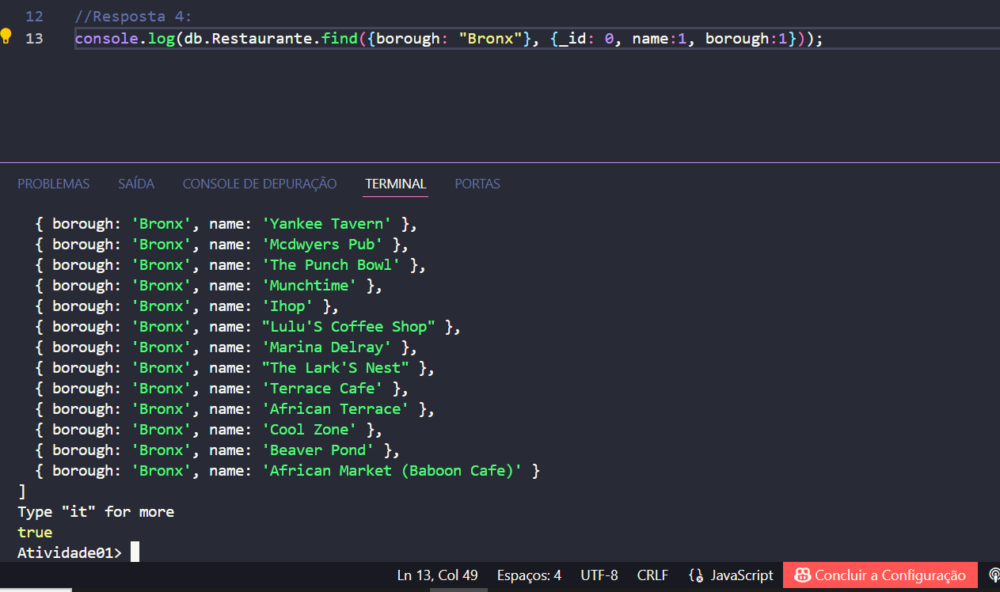 12 //Resposta 4:
13 console.log(db.Restaurante.find({borough: "Bronx"}, {_id: 0, name:1, borough:1}));
PROBLEMAS SAÍDA CONSOLE DE DEPURAÇÃO TERMINAL PORTAS
{ borough: 'Bronx', name: 'Yankee Tavern' },
{ borough: 'Bronx', name: 'Mcdwyers Pub' },
{ borough: 'Bronx', name: 'The Punch Bowl' },
{ borough: 'Bronx', name: 'Munchtime' },
{ borough: 'Bronx', name: 'Ihop' },
{ borough: 'Bronx', name: "Lulu'S Coffee Shop" },
{ borough: 'Bronx', name: 'Marina Delray' },
{ borough: 'Bronx', name: "The Lark'S Nest" },
{ borough: 'Bronx', name: 'Terrace Cafe' },
{ borough: 'Bronx', name: 'African Terrace' },
{ borough: 'Bronx', name: 'Cool Zone' },
{ borough: 'Bronx', name: 'Beaver Pond' },
{ borough: 'Bronx', name: 'African Market (Baboon Cafe)' }
]
Type "it" for more
true
Atividade01>
Ln 13, Col 49 Espaços: 4 UTF-8 CRLF {} JavaScript Concluir a Configuração